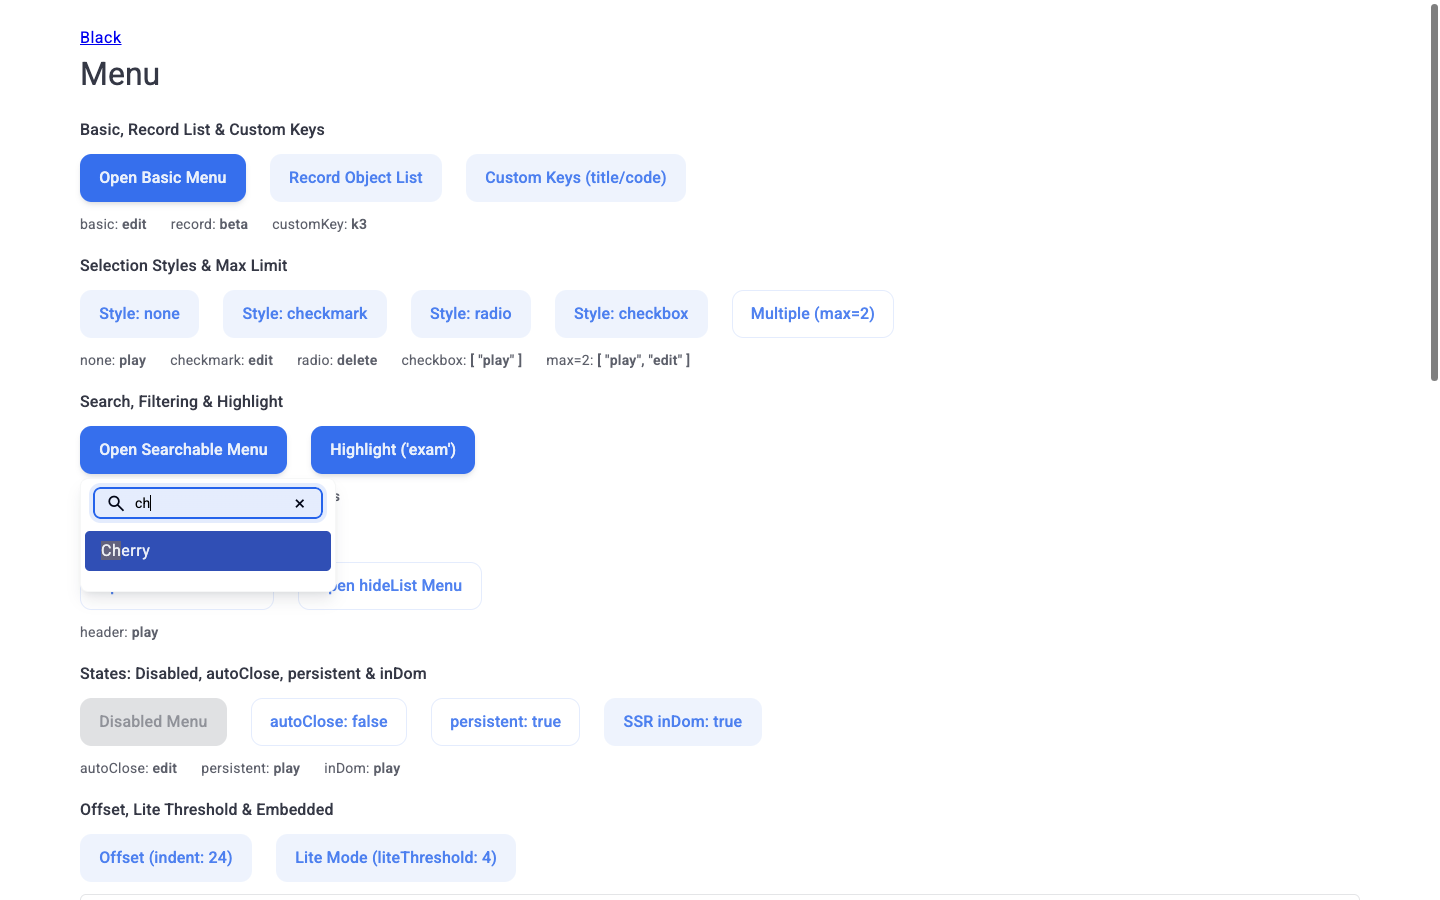 Black
Menu
Basic, Record List & Custom Keys
Open Basic Menu Record Object List Custom Keys (title/code)
basic: edit record: beta customKey: k3
Selection Styles & Max Limit
Style: none Style: checkmark Style: radio Style: checkbox Multiple (max=2)
none: play checkmark: edit radio: delete checkbox: [ "play" ] max=2: [ "play", "edit" ]
Search, Filtering & Highlight
Open Searchable Menu Highlight ('exam')
ch
Cherry
hideList Menu
header: play
States: Disabled, autoClose, persistent & inDom
Disabled Menu autoClose: false persistent: true SSR inDom: true
autoClose: edit persistent: play inDom: play
Offset, Lite Threshold & Embedded
Offset (indent: 24) Lite Mode (liteThreshold: 4)